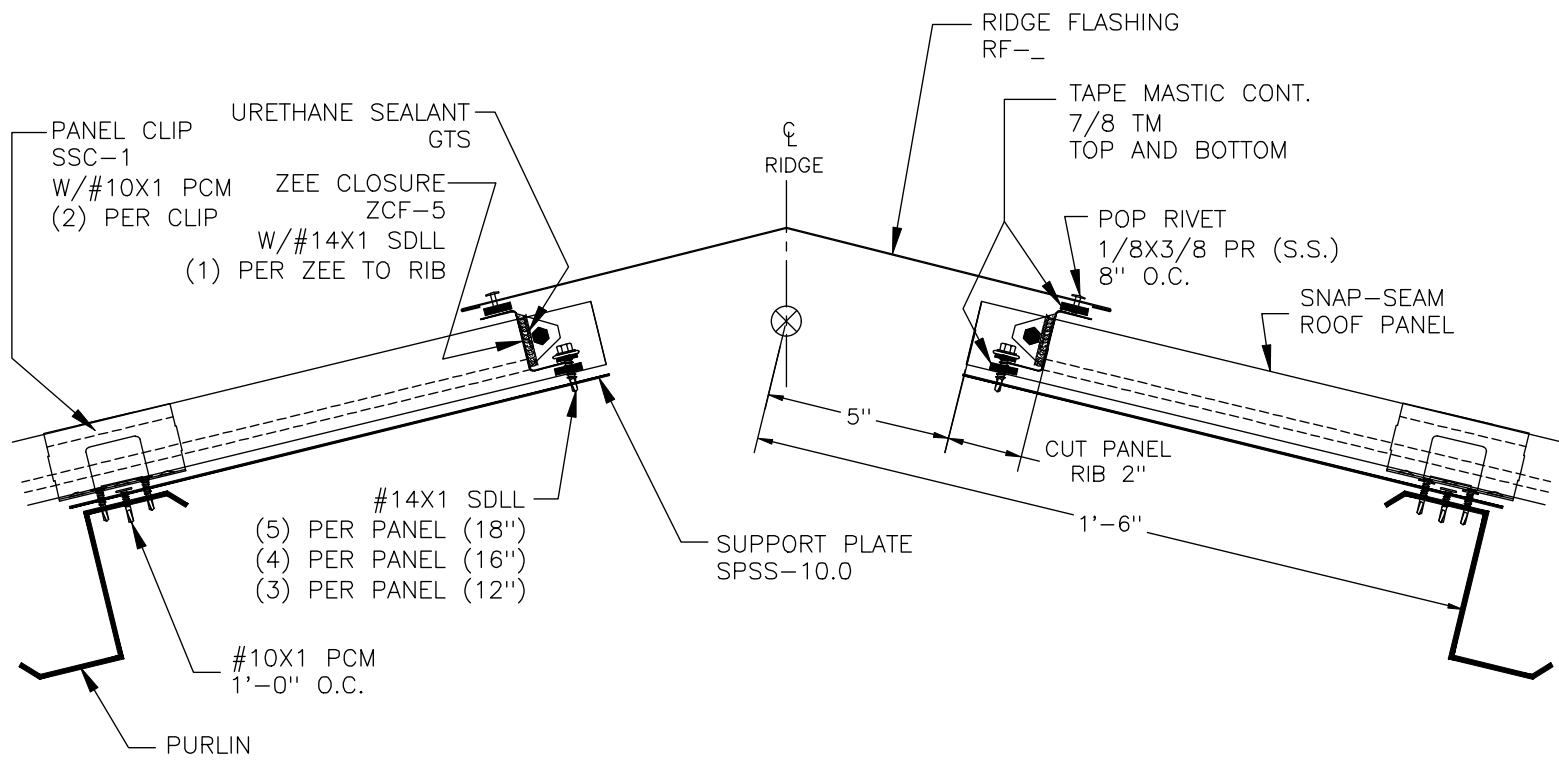 RIDGE FLASHING
RF-_
TAPE MASTIC CONT.
7/8 TM
TOP AND BOTTOM
URETHANE SEALANT
GTS
PANEL CLIP
SSC-1
W/#10X1 PCM
(2) PER CLIP
ZEE CLOSURE
ZCF-5
W/#14X1 SDLL
(1) PER ZEE TO RIB
℄
RIDGE
POP RIVET
1/8X3/8 PR (S.S.)
8" O.C.
SNAP-SEAM
ROOF PANEL
5"
CUT PANEL
RIB 2"
1'-6"
#14X1 SDLL
(5) PER PANEL (18")
(4) PER PANEL (16")
(3) PER PANEL (12")
SUPPORT PLATE
SPSS-10.0
#10X1 PCM
1'-0" O.C.
PURLIN